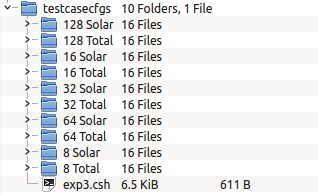 testcasecfgs 10 Folders, 1 File
128 Solar 16 Files
128 Total 16 Files
16 Solar 16 Files
16 Total 16 Files
32 Solar 16 Files
32 Total 16 Files
64 Solar 16 Files
64 Total 16 Files
8 Solar 16 Files
8 Total 16 Files
exp3.csh 6.5 KiB 611 B